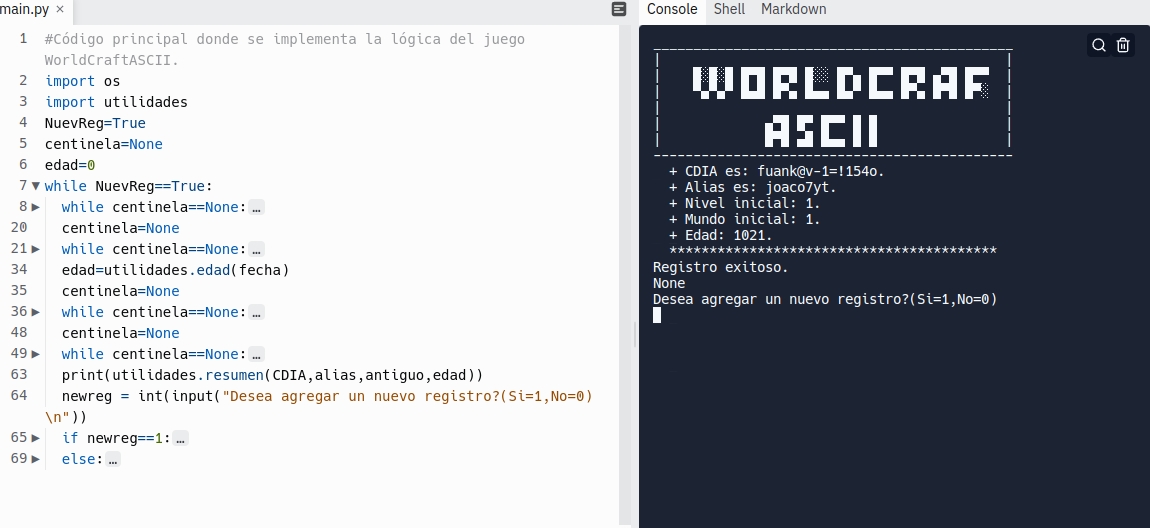 main.py ×
1 #Código principal donde se implementa la lógica del juego
WorldCraftASCII.
2 import os
3 import utilidades
4 NuevReg=True
5 centinela=None
6 edad=0
7 ▼ while NuevReg==True:
8 ▶ while centinela==None: …
20 centinela=None
21 ▶ while centinela==None: …
34 edad=utilidades.edad(fecha)
35 centinela=None
36 ▶ while centinela==None: …
48 centinela=None
49 ▶ while centinela==None: …
63 print(utilidades.resumen(CDIA,alias,antiguo,edad))
64 newreg = int(input("Desea agregar un nuevo registro?(Si=1,No=0)
\n"))
65 ▶ if newreg==1: …
69 ▶ else: …
Console Shell Markdown
WORLDCRAF
ASCII
+ CDIA es: fuank@v-1=!154o.
+ Alias es: joaco7yt.
+ Nivel inicial: 1.
+ Mundo inicial: 1.
+ Edad: 1021.
*****************************************
Registro exitoso.
None
Desea agregar un nuevo registro?(Si=1,No=0)